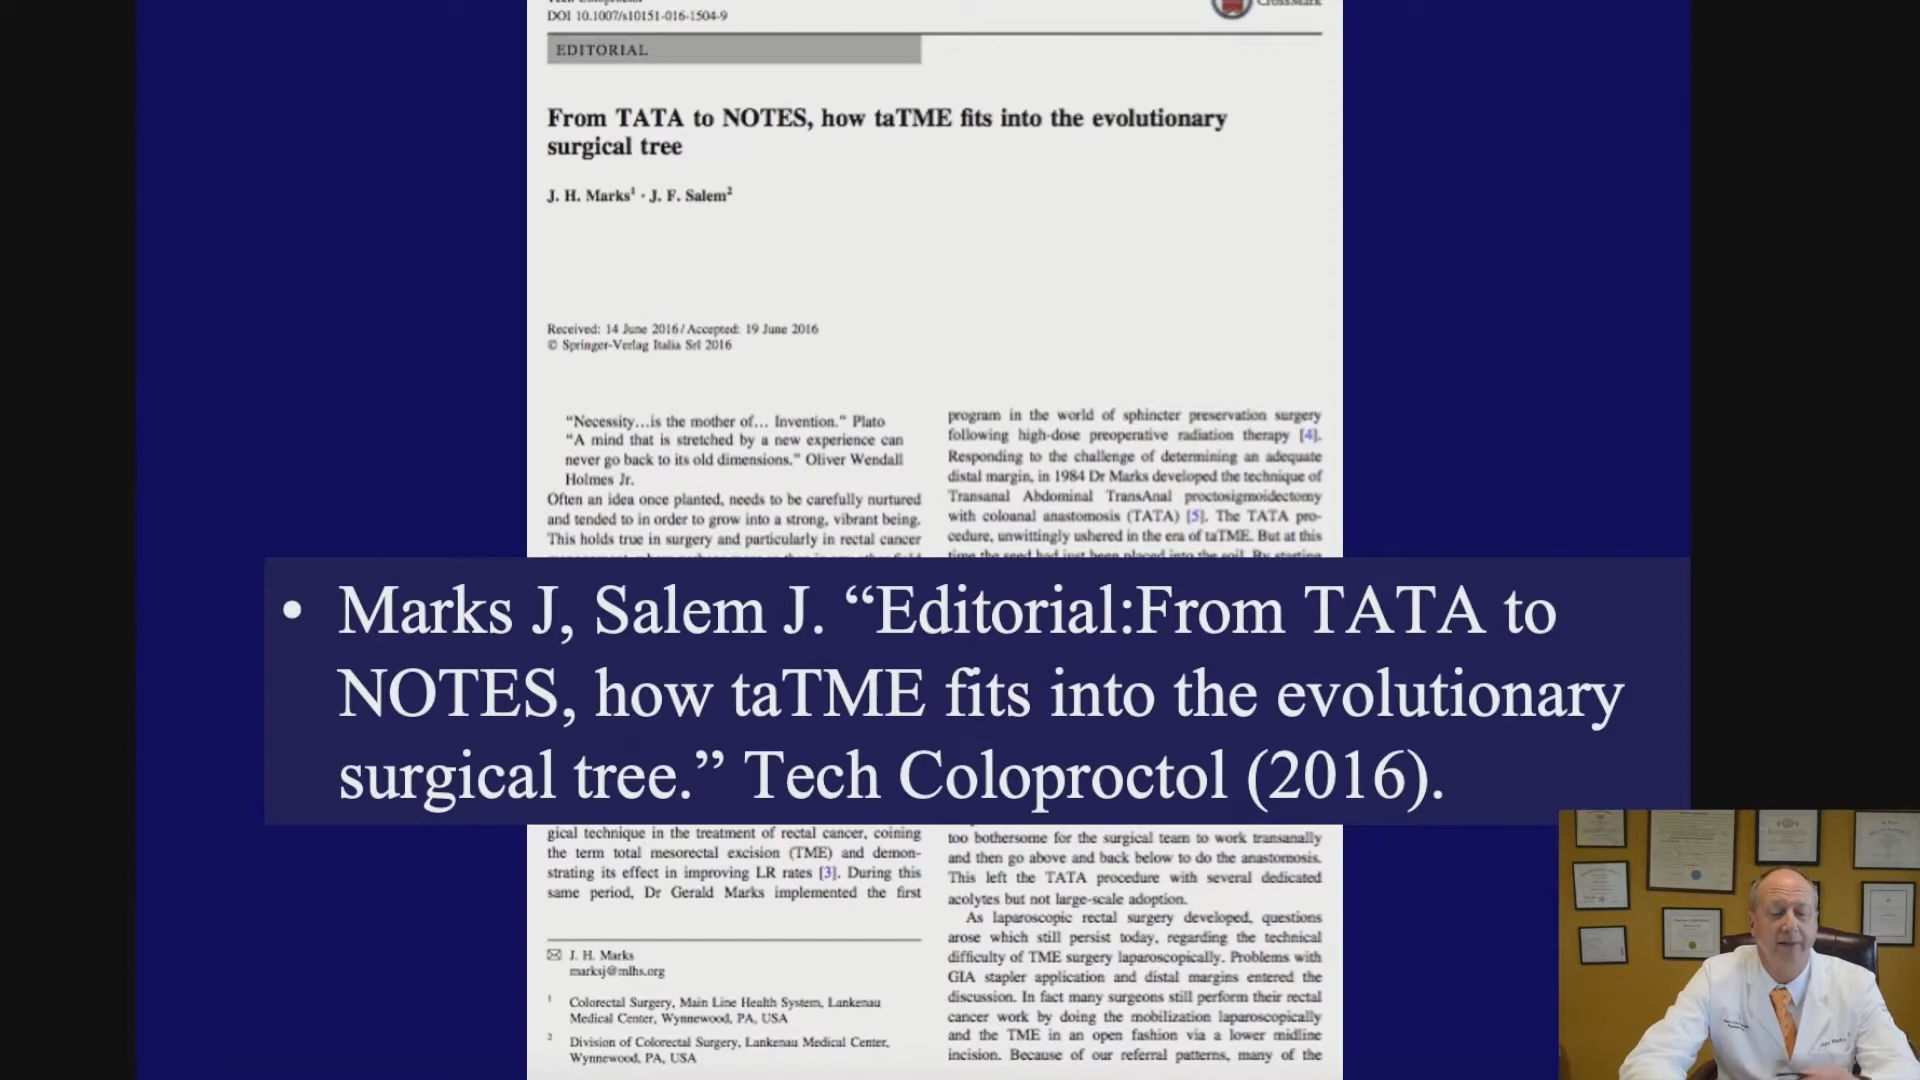 DOI 10.1007/s10151-016-1504-9
CrossMark
EDITORIAL
From TATA to NOTES, how taTME fits into the evolutionary
surgical tree
J. H. Marks¹ · J. F. Salem²
Received: 14 June 2016 / Accepted: 19 June 2016
© Springer-Verlag Italia Srl 2016
“Necessity...is the mother of... Invention.” Plato
“A mind that is stretched by a new experience can
never go back to its old dimensions.” Oliver Wendall
Holmes Jr.
Often an idea once planted, needs to be carefully nurtured
and tended to in order to grow into a strong, vibrant being.
This holds true in surgery and particularly in rectal cancer
program in the world of sphincter preservation surgery
following high-dose preoperative radiation therapy [4].
Responding to the challenge of determining an adequate
distal margin, in 1984 Dr Marks developed the technique of
Transanal Abdominal TransAnal proctosigmoidectomy
with coloanal anastomosis (TATA) [5]. The TATA pro-
cedure, unwittingly ushered in the era of taTME. But at this
time the seed had just been placed into the soil. By starting
• Marks J, Salem J. “Editorial:From TATA to
NOTES, how taTME fits into the evolutionary
surgical tree.” Tech Coloproctol (2016).
gical technique in the treatment of rectal cancer, coining
the term total mesorectal excision (TME) and demon-
strating its effect in improving LR rates [3]. During this
same period, Dr Gerald Marks implemented the first
J. H. Marks
marksj@mlhs.org
1 Colorectal Surgery, Main Line Health System, Lankenau
Medical Center, Wynnewood, PA, USA
2 Division of Colorectal Surgery, Lankenau Medical Center,
Wynnewood, PA, USA
too bothersome for the surgical team to work transanally
and then go above and back below to do the anastomosis.
This left the TATA procedure with several dedicated
acolytes but not large-scale adoption.
As laparoscopic rectal surgery developed, questions
arose which still persist today, regarding the technical
difficulty of TME surgery laparoscopically. Problems with
GIA stapler application and distal margins entered the
discussion. In fact many surgeons still perform their rectal
cancer work by doing the mobilization laparoscopically
and the TME in an open fashion via a lower midline
incision. Because of our referral patterns, many of the